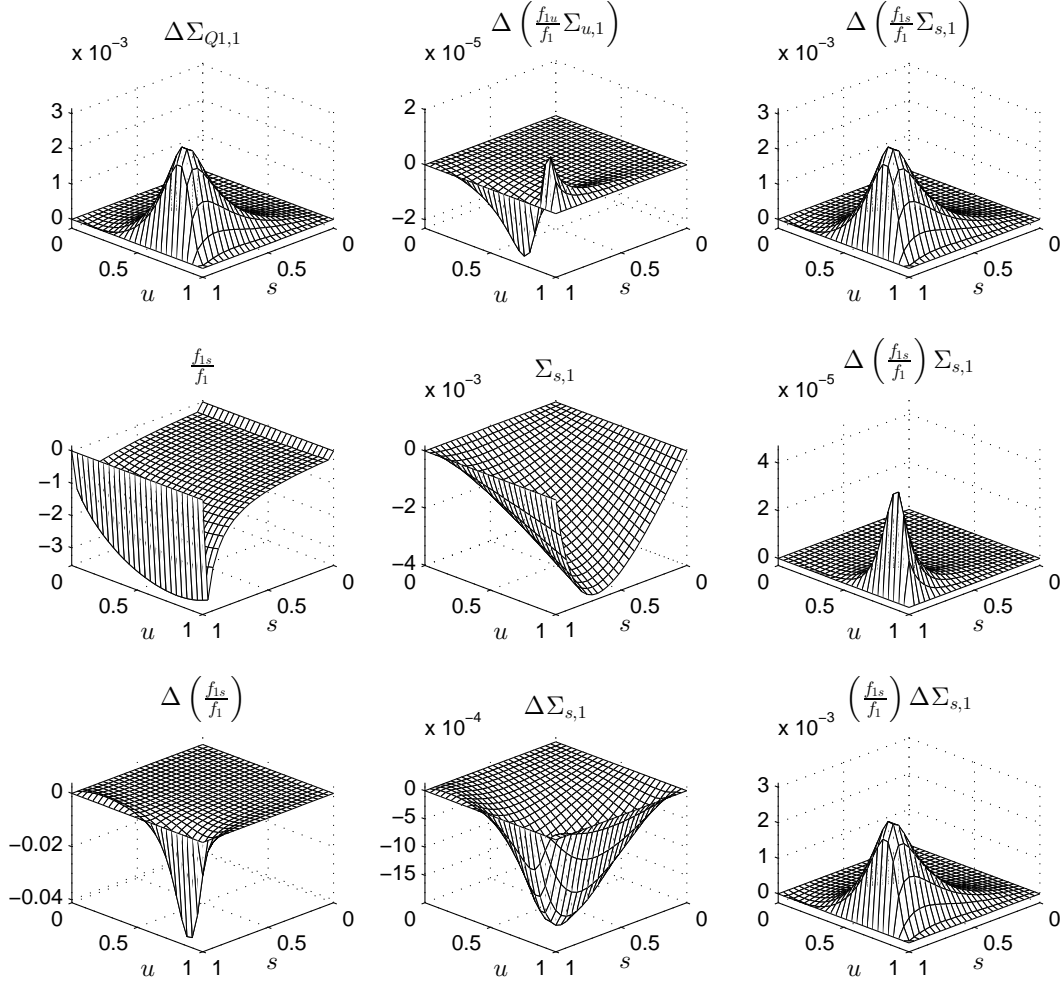 ΔΣ_{Q1,1}
x 10^{−3}
3
2
1
0
0
0.5
1
u
1
0.5
0
s
Δ(\frac{f_{1u}}{f_1}Σ_{u,1})
x 10^{−5}
2
0
−2
0
0.5
1
u
1
0.5
0
s
Δ(\frac{f_{1s}}{f_1}Σ_{s,1})
x 10^{−3}
3
2
1
0
0
0.5
1
u
1
0.5
0
s
\frac{f_{1s}}{f_1}
0
−1
−2
−3
0
0.5
1
u
1
0.5
0
s
Σ_{s,1}
x 10^{−3}
0
−2
−4
0
0.5
1
u
1
0.5
0
s
Δ(\frac{f_{1s}}{f_1})Σ_{s,1}
x 10^{−5}
4
2
0
0
0.5
1
u
1
0.5
0
s
Δ(\frac{f_{1s}}{f_1})
0
−0.02
−0.04
0
0.5
1
u
1
0.5
0
s
ΔΣ_{s,1}
x 10^{−4}
0
−5
−10
−15
0
0.5
1
u
1
0.5
0
s
(\frac{f_{1s}}{f_1})ΔΣ_{s,1}
x 10^{−3}
3
2
1
0
0
0.5
1
u
1
0.5
0
s